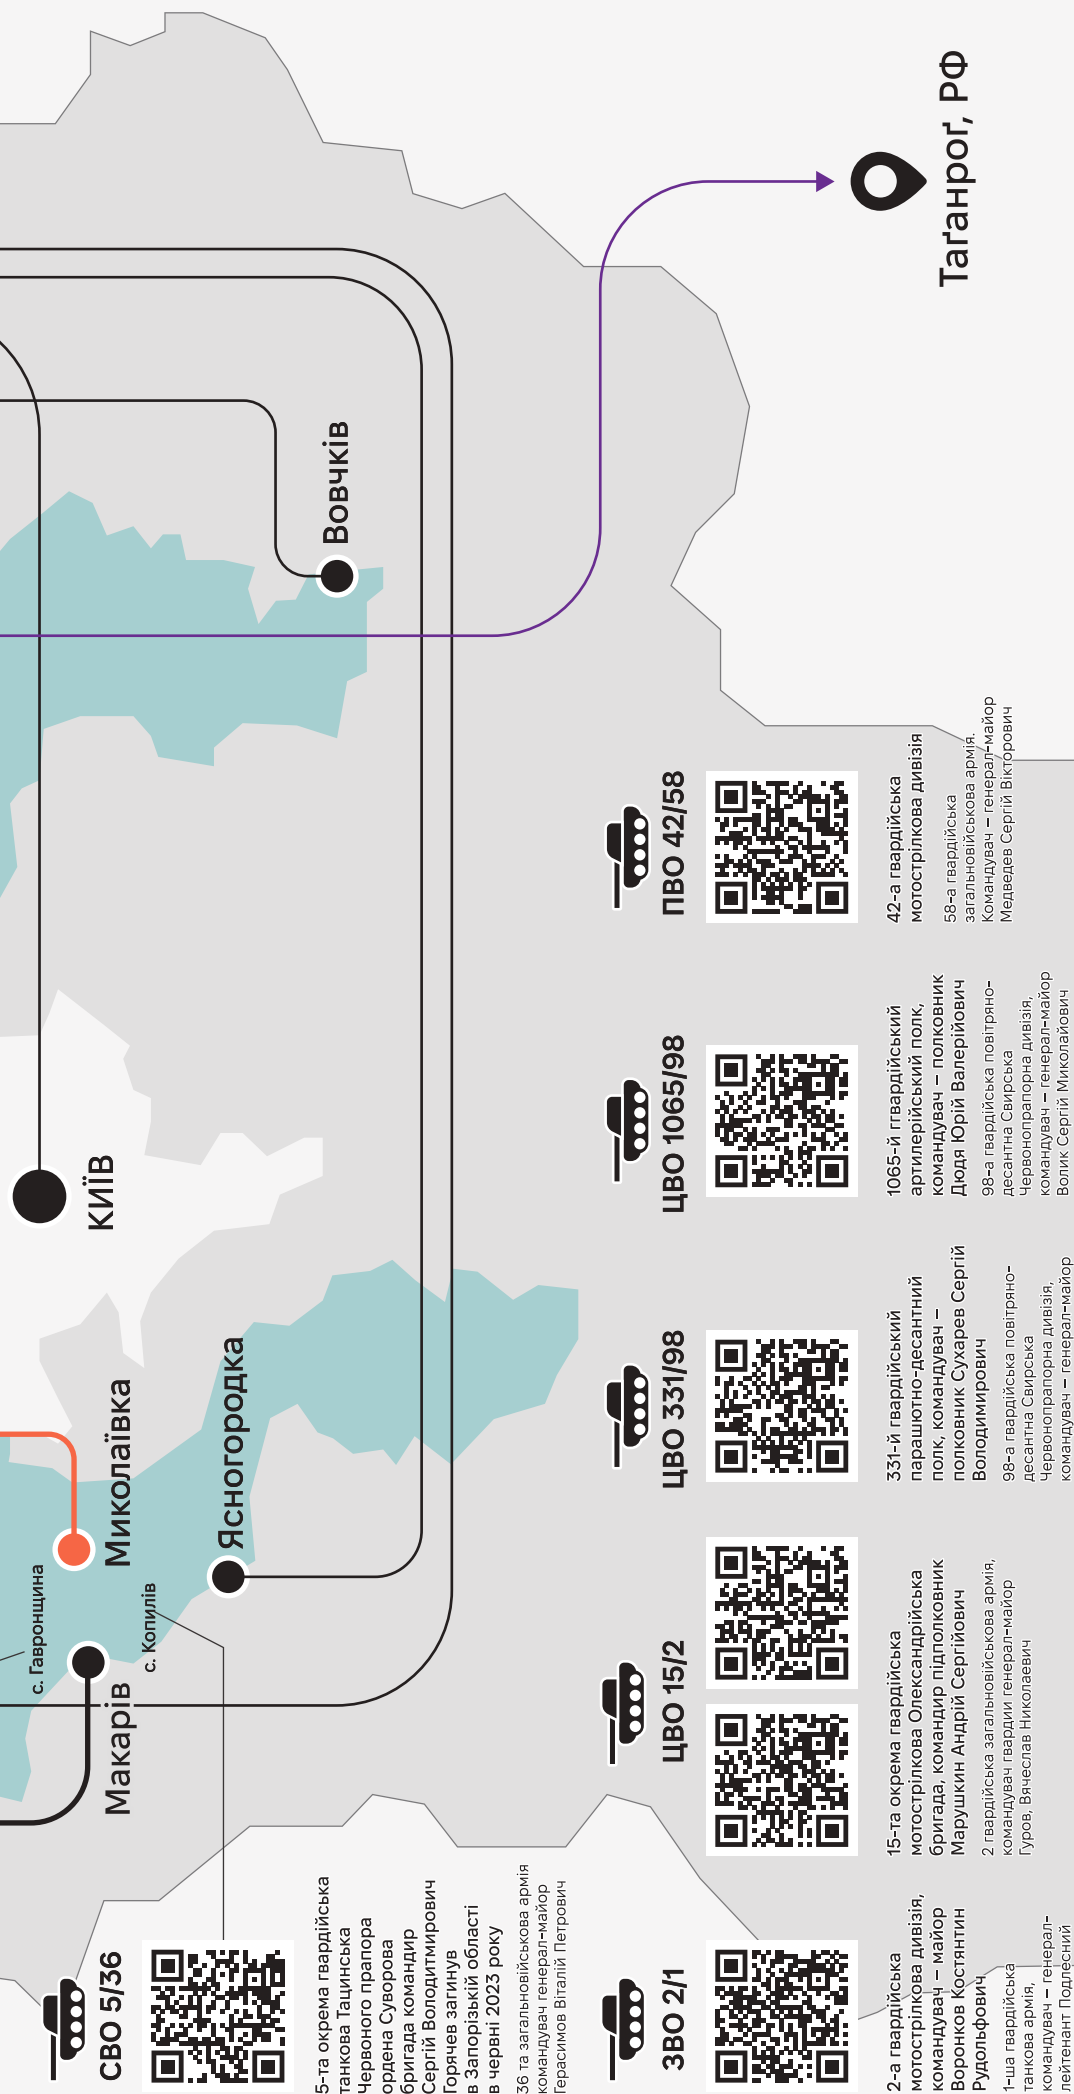 Таґанроґ, РФ
Вовчків
КИЇВ
Ясногородка
Миколаївка
с. Гавронщина
с. Копилів
Макарів
СВО 5/36
5-та окрема гвардійська
танкова Тацинська
Червоного прапора
ордена Суворова
бригада командир
Сергій Володитмирович
Горячев загинув
в Запорізькій області
в червні 2023 року
36 та загальновійськова армія
командувач генерал-майор
Герасимов Віталій Петрович
ЗВО 2/1
2-а гвардійська
мотострілкова дивізія,
командувач – майор
Воронков Костянтин
Рудольфович
1-ша гвардійська
танкова армія,
командувач – генерал-
лейтенант Подлєсний
ЦВО 15/2
15-та окрема гвардійська
мотострілкова Олександрійська
бригада, командир підполковник
Марушкин Андрій Сергійович
2 гвардійська загальновійськова армія,
командувач гвардии генерал-майор
Гуров, Вячеслав Николаевич
ЦВО 331/98
331-й гвардійський
парашютно-десантний
полк, командувач –
полковник Сухарев Сергій
Володимирович
98-а гвардійська повітряно-
десантна Свирська
Червонопрапорна дивізія,
командувач – генерал-майор
ЦВО 1065/98
1065-й ггвардійський
артилерійський полк,
командувач – полковник
Дюдя Юрій Валерійович
98-а гвардійська повітряно-
десантна Свирська
Червонопрапорна дивізія,
командувач – генерал-майор
Волик Сергій Миколайович
ПВО 42/58
42-а гвардійська
мотострілкова дивізія
58-а гвардійська
загальновійськова армія.
Командувач – генерал-майор
Медведев Сергій Вікторович